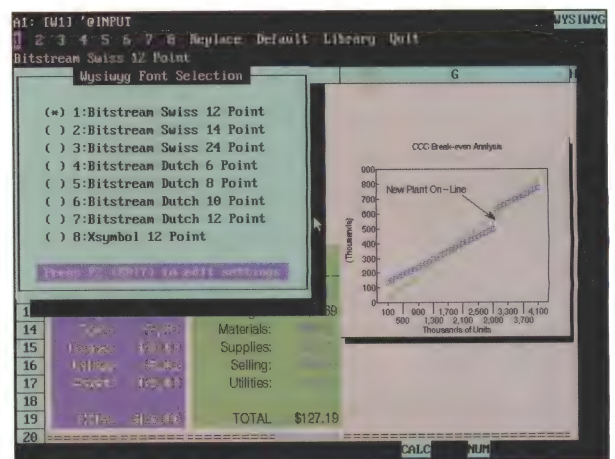 A1: [W1] '@INPUT
WYSIWYG
1 2 3 4 5 6 7 8 Replace Default Library Quit
Bitstream Swiss 12 Point
Wysiwyg Font Selection
G
H
(*) 1:Bitstream Swiss 12 Point
( ) 2:Bitstream Swiss 14 Point
( ) 3:Bitstream Swiss 24 Point
( ) 4:Bitstream Dutch 6 Point
( ) 5:Bitstream Dutch 8 Point
( ) 6:Bitstream Dutch 10 Point
( ) 7:Bitstream Dutch 12 Point
( ) 8:Xsymbol 12 Point
Press F2 (EDIT) to edit settings
CCC Break-even Analysis
New Plant On-Line
(Thousands)
900
700
600
500
400
300
200
100
0
100 900 1,700 2,500 3,300 4,100
500 1,300 2,100 2,900 3,700
Thousands of Units
14 Materials:
15 Supplies:
16 Selling:
17 Utilities:
18
19 TOTAL $127.19
20
CALC NUM